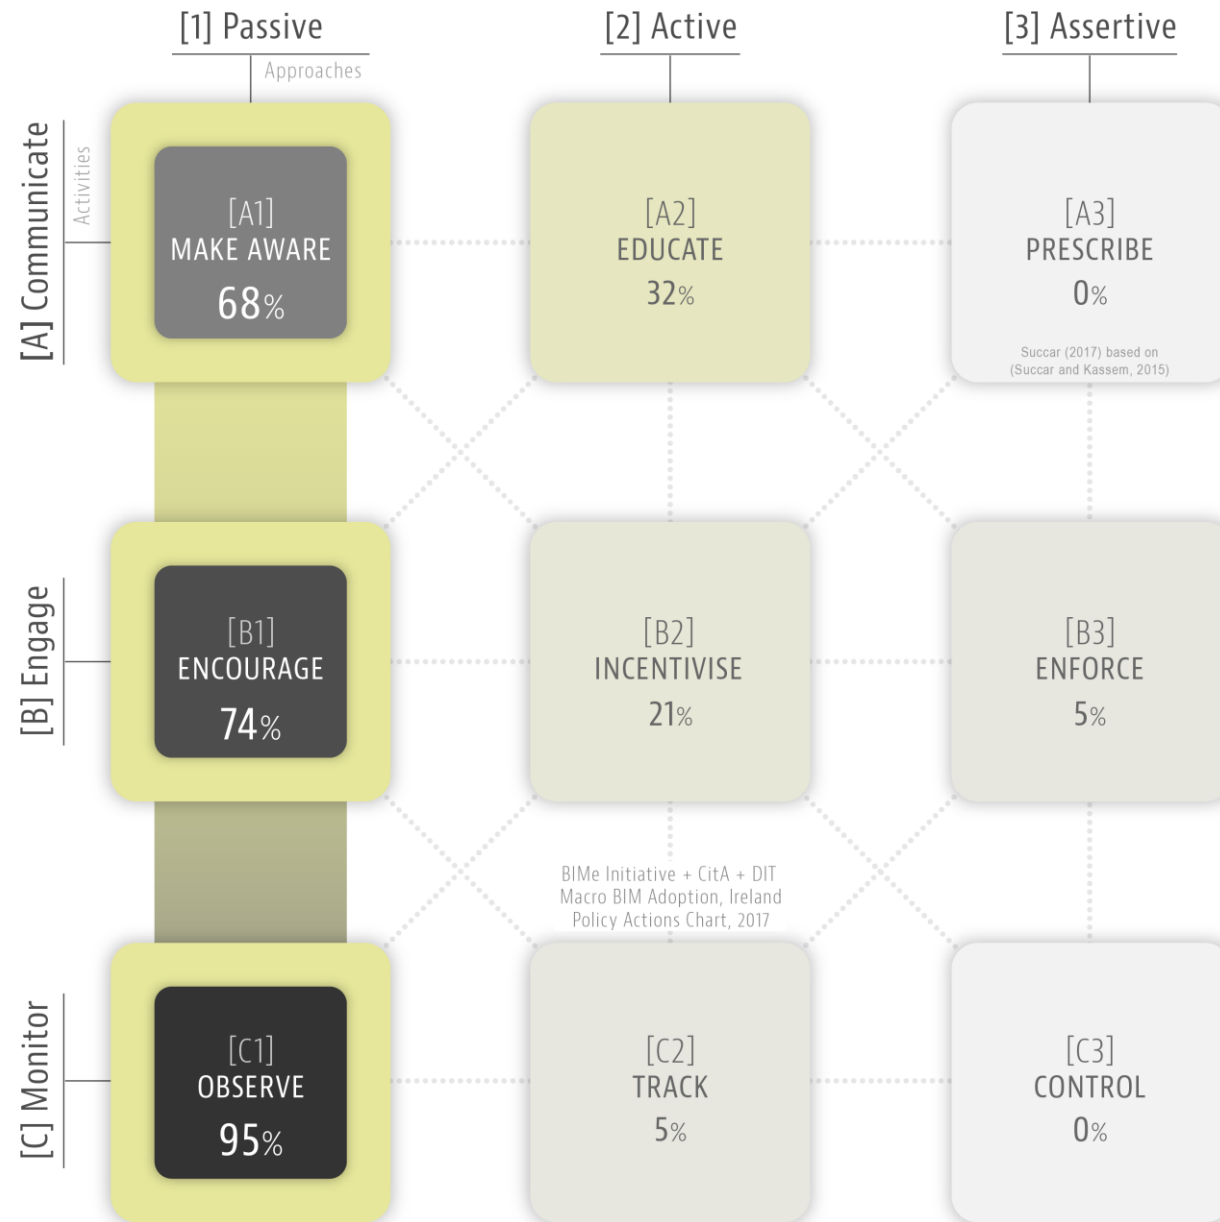 [1] Passive
[2] Active
[3] Assertive
Approaches
[A] Communicate
Activities
[A1]
MAKE AWARE
68%
[A2]
EDUCATE
32%
[A3]
PRESCRIBE
0%
Succar (2017) based on
(Succar and Kassem, 2015)
[B] Engage
[B1]
ENCOURAGE
74%
[B2]
INCENTIVISE
21%
[B3]
ENFORCE
5%
BIMe Initiative + CitA + DIT
Macro BIM Adoption, Ireland
Policy Actions Chart, 2017
[C] Monitor
[C1]
OBSERVE
95%
[C2]
TRACK
5%
[C3]
CONTROL
0%